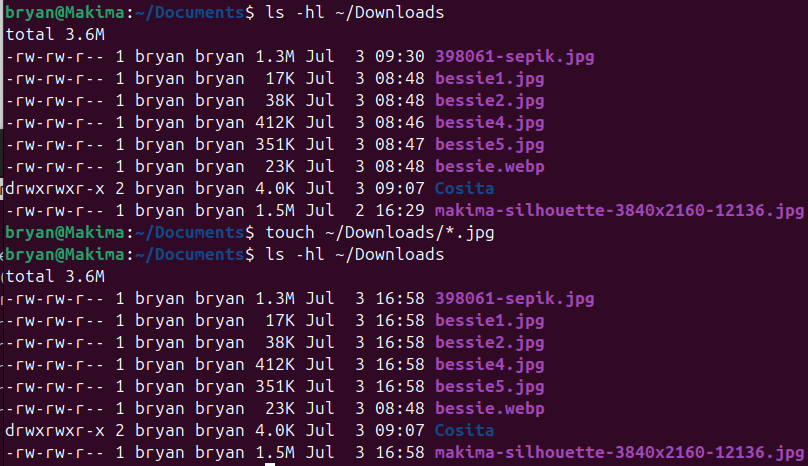 bryan@Makima:~/Documents$ ls -hl ~/Downloads
total 3.6M
-rw-rw-r-- 1 bryan bryan 1.3M Jul  3 09:30 398061-sepik.jpg
-rw-rw-r-- 1 bryan bryan  17K Jul  3 08:48 bessie1.jpg
-rw-rw-r-- 1 bryan bryan  38K Jul  3 08:48 bessie2.jpg
-rw-rw-r-- 1 bryan bryan 412K Jul  3 08:46 bessie4.jpg
-rw-rw-r-- 1 bryan bryan 351K Jul  3 08:47 bessie5.jpg
-rw-rw-r-- 1 bryan bryan  23K Jul  3 08:48 bessie.webp
drwxrwxr-x 2 bryan bryan 4.0K Jul  3 09:07 Cosita
-rw-rw-r-- 1 bryan bryan 1.5M Jul  2 16:29 makima-silhouette-3840x2160-12136.jpg
bryan@Makima:~/Documents$ touch ~/Downloads/*.jpg
bryan@Makima:~/Documents$ ls -hl ~/Downloads
total 3.6M
-rw-rw-r-- 1 bryan bryan 1.3M Jul  3 16:58 398061-sepik.jpg
-rw-rw-r-- 1 bryan bryan  17K Jul  3 16:58 bessie1.jpg
-rw-rw-r-- 1 bryan bryan  38K Jul  3 16:58 bessie2.jpg
-rw-rw-r-- 1 bryan bryan 412K Jul  3 16:58 bessie4.jpg
-rw-rw-r-- 1 bryan bryan 351K Jul  3 16:58 bessie5.jpg
-rw-rw-r-- 1 bryan bryan  23K Jul  3 08:48 bessie.webp
drwxrwxr-x 2 bryan bryan 4.0K Jul  3 09:07 Cosita
-rw-rw-r-- 1 bryan bryan 1.5M Jul  3 16:58 makima-silhouette-3840x2160-12136.jpg